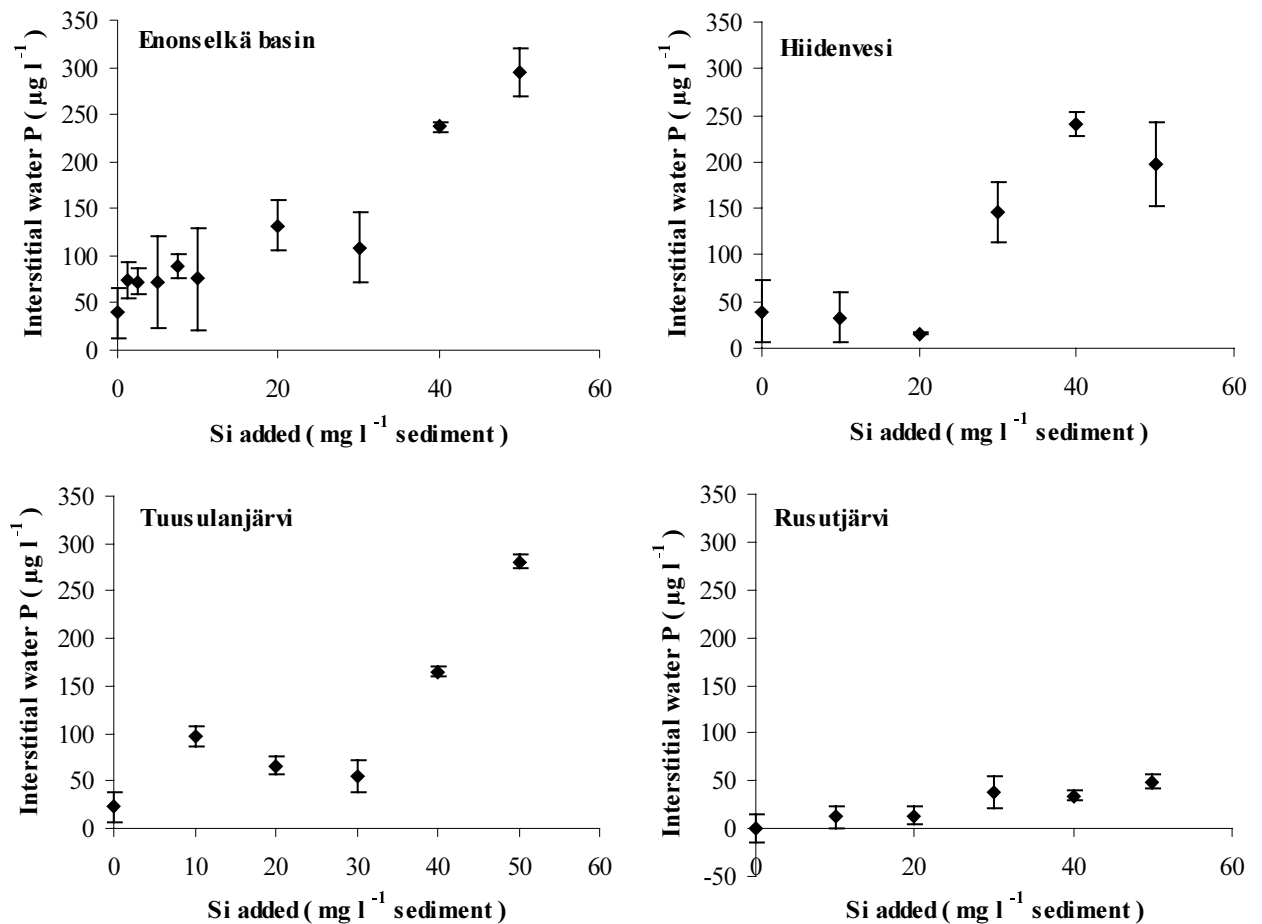 Enonselkä basin
Interstitial water P ( µg l⁻¹ )
350
300
250
200
150
100
50
0
0 20 40 60
Si added ( mg l⁻¹ sediment )
Hiidenvesi
Interstitial water P ( µg l⁻¹ )
350
300
250
200
150
100
50
0
0 20 40 60
Si added ( mg l⁻¹ sediment )
Tuusulanjärvi
Interstitial water P ( µg l⁻¹ )
350
300
250
200
150
100
50
0
0 10 20 30 40 50 60
Si added ( mg l⁻¹ sediment )
Rusutjärvi
Interstitial water P ( µg l⁻¹ )
350
300
250
200
150
100
50
0
-50
0 20 40 60
Si added ( mg l⁻¹ sediment )